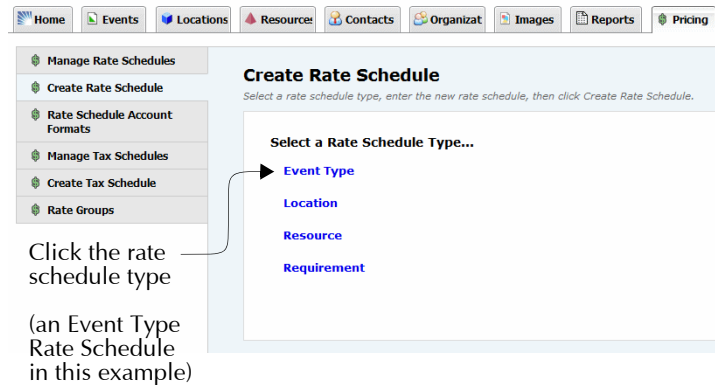 Home Events Locations Resources Contacts Organizat Images Reports Pricing
Manage Rate Schedules
Create Rate Schedule
Rate Schedule Account
Formats
Manage Tax Schedules
Create Tax Schedule
Rate Groups
Create Rate Schedule
Select a rate schedule type, enter the new rate schedule, then click Create Rate Schedule.
Select a Rate Schedule Type...
Event Type
Location
Resource
Requirement
Click the rate
schedule type
(an Event Type
Rate Schedule
in this example)